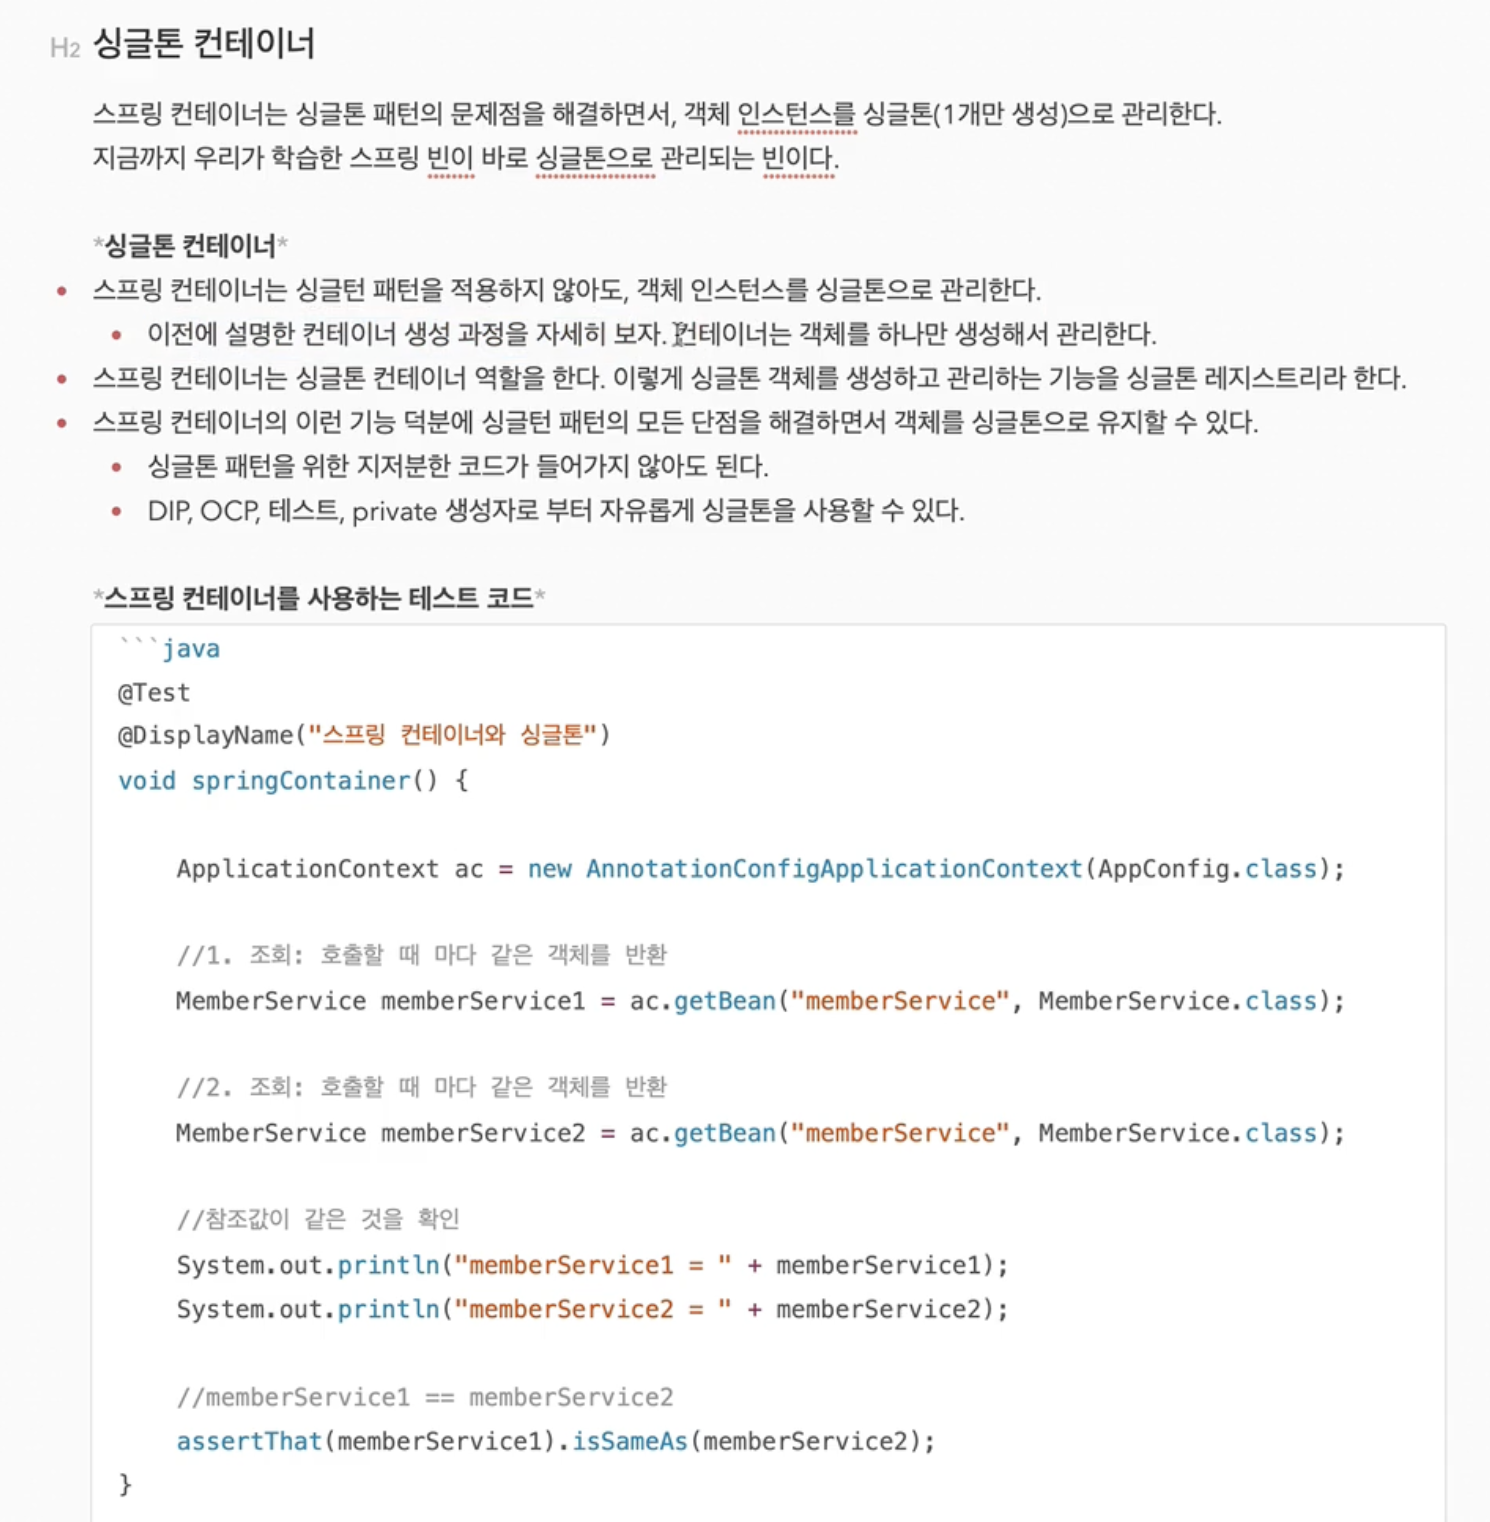 H2 싱글톤 컨테이너
스프링 컨테이너는 싱글톤 패턴의 문제점을 해결하면서, 객체 인스턴스를 싱글톤(1개만 생성)으로 관리한다.
지금까지 우리가 학습한 스프링 빈이 바로 싱글톤으로 관리되는 빈이다.
*싱글톤 컨테이너*
• 스프링 컨테이너는 싱글턴 패턴을 적용하지 않아도, 객체 인스턴스를 싱글톤으로 관리한다.
• 이전에 설명한 컨테이너 생성 과정을 자세히 보자. 컨테이너는 객체를 하나만 생성해서 관리한다.
• 스프링 컨테이너는 싱글톤 컨테이너 역할을 한다. 이렇게 싱글톤 객체를 생성하고 관리하는 기능을 싱글톤 레지스트리라 한다.
• 스프링 컨테이너의 이런 기능 덕분에 싱글턴 패턴의 모든 단점을 해결하면서 객체를 싱글톤으로 유지할 수 있다.
• 싱글톤 패턴을 위한 지저분한 코드가 들어가지 않아도 된다.
• DIP, OCP, 테스트, private 생성자로 부터 자유롭게 싱글톤을 사용할 수 있다.
*스프링 컨테이너를 사용하는 테스트 코드*
```java
@Test
@DisplayName("스프링 컨테이너와 싱글톤")
void springContainer() {
ApplicationContext ac = new AnnotationConfigApplicationContext(AppConfig.class);
//1. 조회: 호출할 때 마다 같은 객체를 반환
MemberService memberService1 = ac.getBean("memberService", MemberService.class);
//2. 조회: 호출할 때 마다 같은 객체를 반환
MemberService memberService2 = ac.getBean("memberService", MemberService.class);
//참조값이 같은 것을 확인
System.out.println("memberService1 = " + memberService1);
System.out.println("memberService2 = " + memberService2);
//memberService1 == memberService2
assertThat(memberService1).isSameAs(memberService2);
}